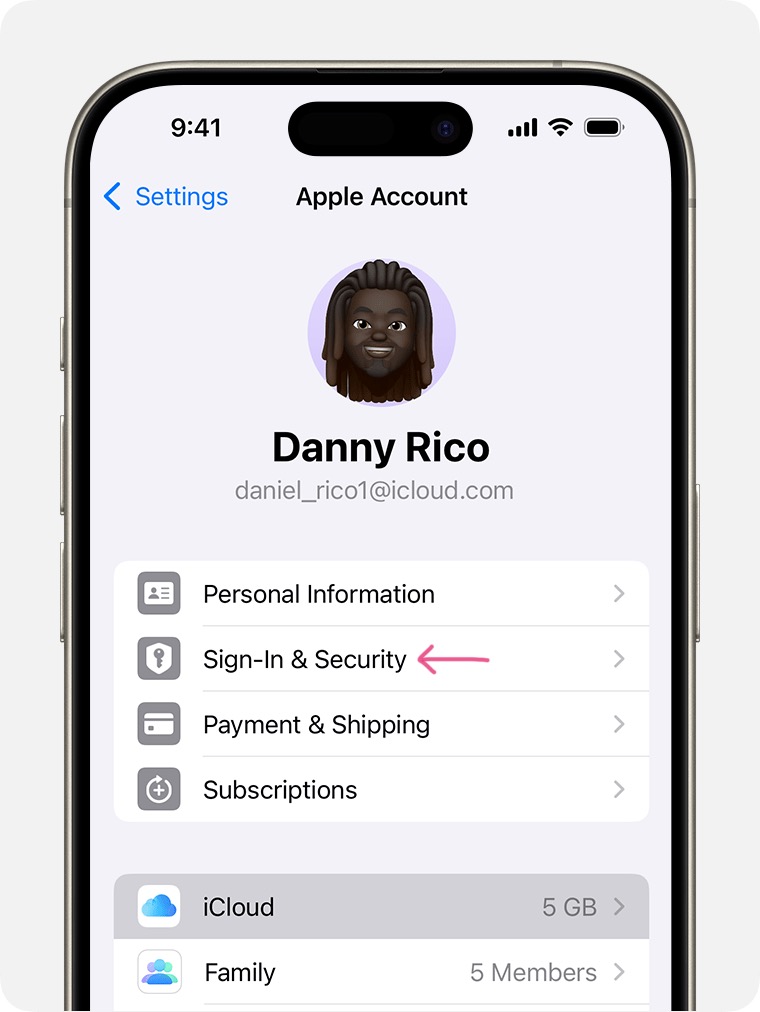 9:41
Settings
Apple Account
Danny Rico
daniel_rico1@icloud.com
Personal Information
Sign-In & Security
Payment & Shipping
Subscriptions
iCloud 5 GB
Family 5 Members